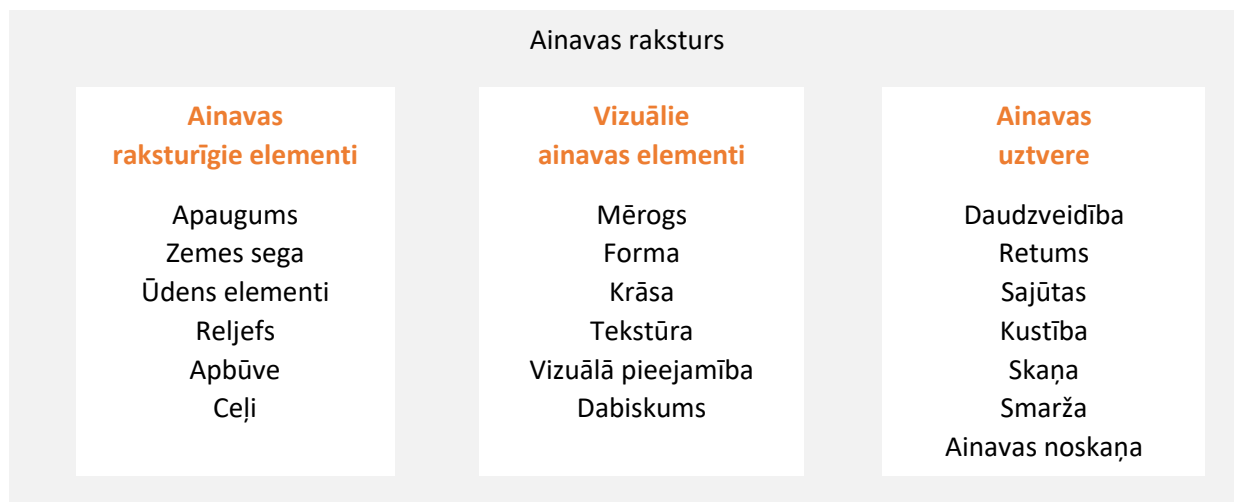 Ainavas raksturs
Ainavas
raksturīgie elementi
Apaugums
Zemes sega
Ūdens elementi
Reljefs
Apbūve
Ceļi
Vizuālie
ainavas elementi
Mērogs
Forma
Krāsa
Tekstūra
Vizuālā pieejamība
Dabiskums
Ainavas
uztvere
Daudzveidība
Retums
Sajūtas
Kustība
Skaņa
Smarža
Ainavas noskaņa